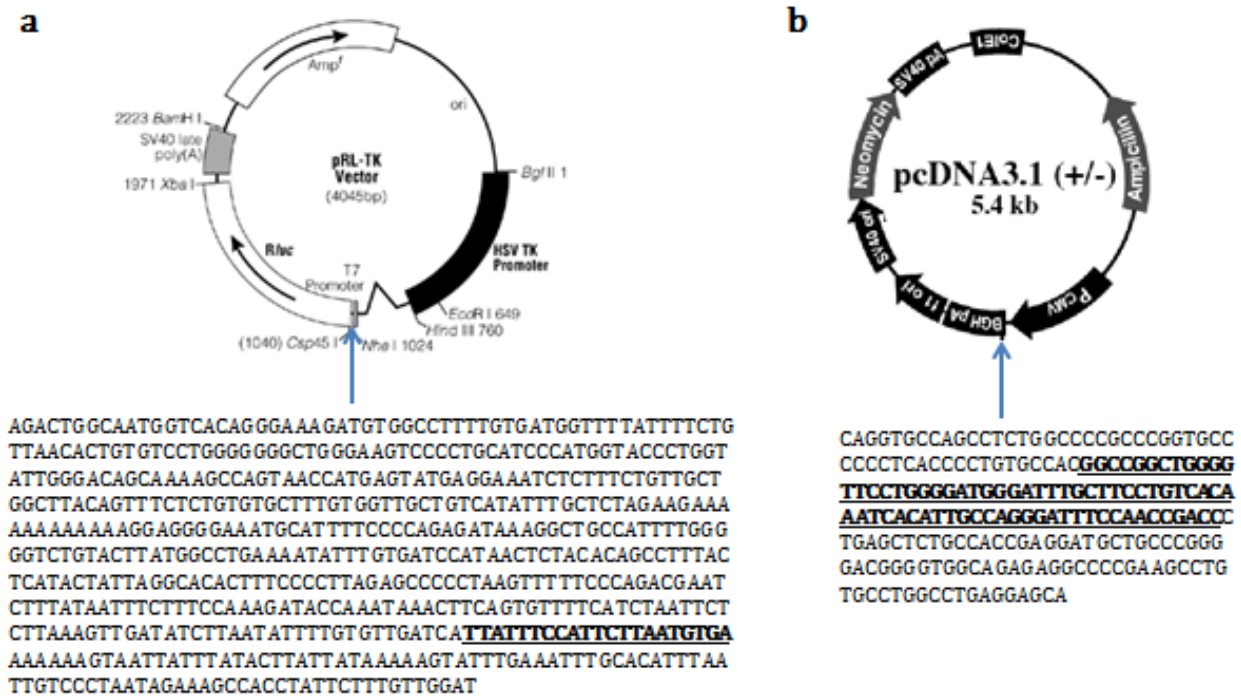 a
b
Ampʳ
ori
2223 BamH I
SV40 late
poly(A)
1971 Xba I
pRL-TK
Vector
(4045bp)
Bgl II 1
HSV TK
Promoter
Rluc
T7
Promoter
EcoR I 649
Hind III 760
(1040) Csp45 I
Nhe I 1024
ColE1
SV40 pA
Neomycin
Ampicillin
pcDNA3.1 (+/-)
5.4 kb
SV40 ori
f1 ori
BGH pA
P CMV
AGACTGGCAATGGTCACAGGGAAAGATGTGGCCTTTTGTGATGGTTTTATTTTCTG
TTAACACTGTGTCCTGGGGGGGCTGGGAAGTCCCCTGCATCCCATGGTACCCTGGT
ATTGGGACAGCAAAAGCCAGTAACCATGAGTATGAGGAAATCTCTTTCTGTTGCT
GGCTTACAGTTTCTCTGTGTGCTTTGTGGTTGCTGTCATATTTGCTCTAGAAGAAA
AAAAAAAAAAGGAGGGGAAATGCATTTTCCCCAGAGATAAAGGCTGCCATTTTGGG
GGTCTGTACTTATGGCCTGAAAATATTTGTGATCCATAACTCTACACAGCCTTTAC
TCATACTATTAGGCACACTTTCCCCTTAGAGCCCCCTAAGTTTTTCCCAGACGAAT
CTTTATAATTTCTTTCCAAAGATACCAAATAAACTTCAGTGTTTTCATCTAATTCT
CTTAAAGTTGATATCTTAATATTTTGTGTTGATCATTATTTCCATTCTTAATGTGA
AAAAAAGTAATTATTTATACTTATTATAAAAAGTATTTGAAATTTGCACATTTAA
TTGTCCCTAATAGAAAGCCACCTATTCTTTGTTGGAT
CAGGTGCCAGCCTCTGGCCCCGCCCGGTGCC
CCCCTCACCCCTGTGCCACGGCCGGCTGGGG
TTCCTGGGGATGGGATTTGCTTCCTGTCACA
AATCACATTGCCAGGGATTTCCAACCGACCC
TGAGCTCTGCCACCGAGGATGCTGCCCGGG
GACGGGGTGGCAGAGAGGCCCCGAAGCCTG
TGCCTGGCCTGAGGAGCA